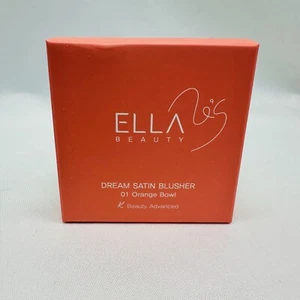 ELLA
BEAUTY
DREAM SATIN BLUSHER
01 Orange Bowl
K Beauty Advanced